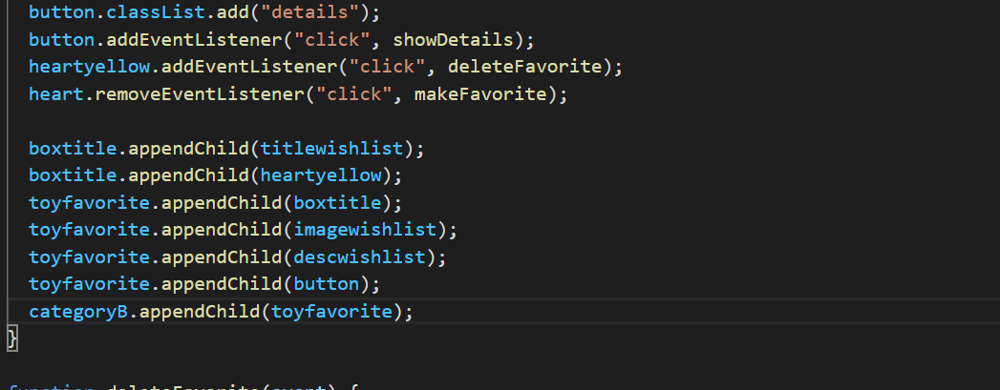 button.classList.add("details");
button.addEventListener("click", showDetails);
heartyellow.addEventListener("click", deleteFavorite);
heart.removeEventListener("click", makeFavorite);
boxtitle.appendChild(titlewishlist);
boxtitle.appendChild(heartyellow);
toyfavorite.appendChild(boxtitle);
toyfavorite.appendChild(imagewishlist);
toyfavorite.appendChild(descwishlist);
toyfavorite.appendChild(button);
categoryB.appendChild(toyfavorite);
}
function deleteFavorite(event) {